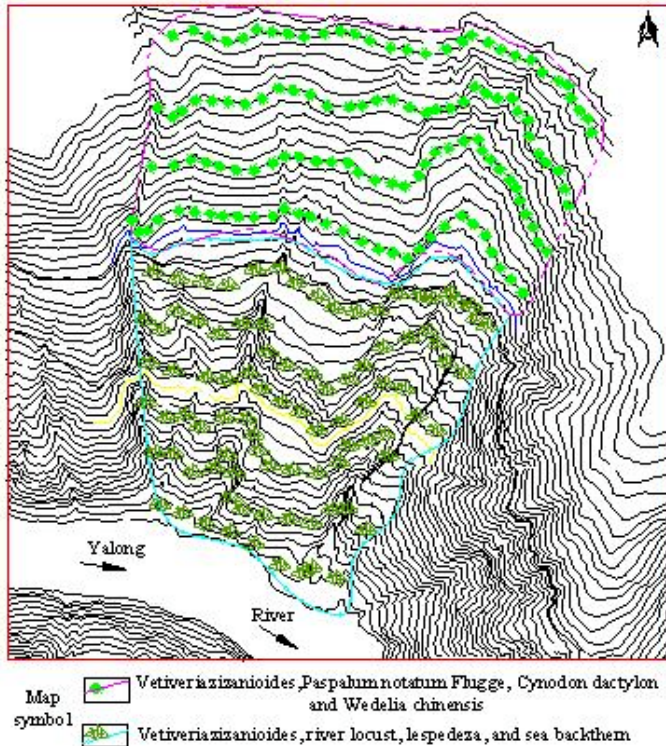 Yalong
River
Map
symbol
Vetiveriazizanioides, Paspalum notatum Flugge, Cynodon dactylon
and Wedelia chinensis
Vetiveriazizanioides, river locust, lespedeza, and sea backthern